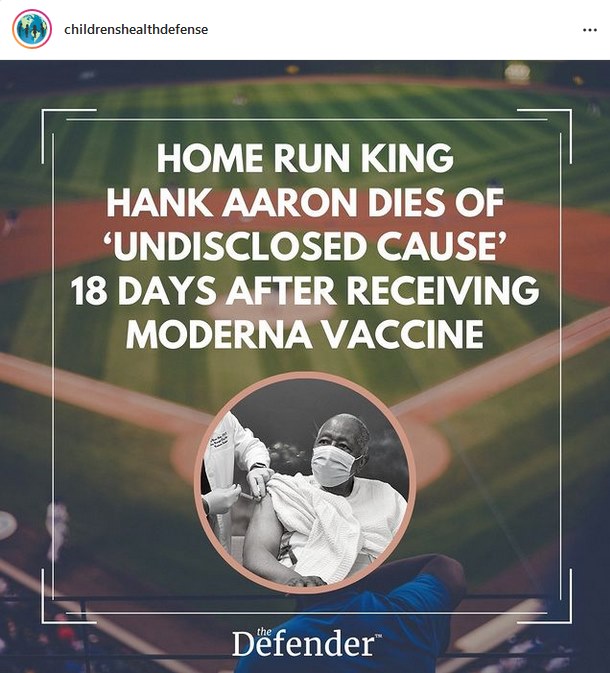 childrenshealthdefense
HOME RUN KING
HANK AARON DIES OF
‘UNDISCLOSED CAUSE’
18 DAYS AFTER RECEIVING
MODERNA VACCINE
the Defender™